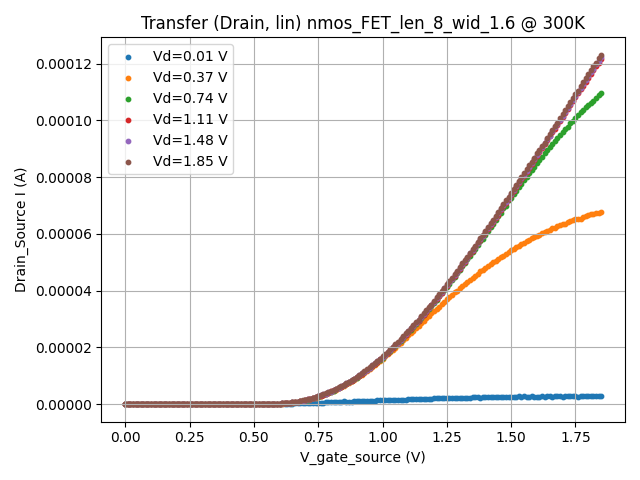 Transfer (Drain, lin) nmos_FET_len_8_wid_1.6 @ 300K
Vd=0.01 V
Vd=0.37 V
Vd=0.74 V
Vd=1.11 V
Vd=1.48 V
Vd=1.85 V
Drain_Source I (A)
0.00012
0.00010
0.00008
0.00006
0.00004
0.00002
0.00000
0.00 0.25 0.50 0.75 1.00 1.25 1.50 1.75
V_gate_source (V)